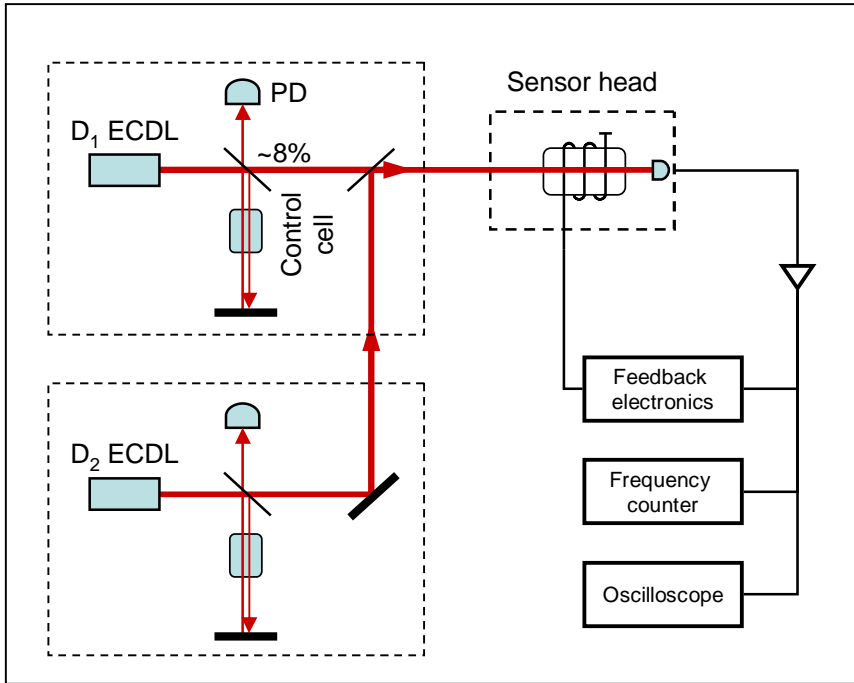 Sensor head
PD
D₁ ECDL
~8%
Control
cell
D₂ ECDL
Feedback
electronics
Frequency
counter
Oscilloscope